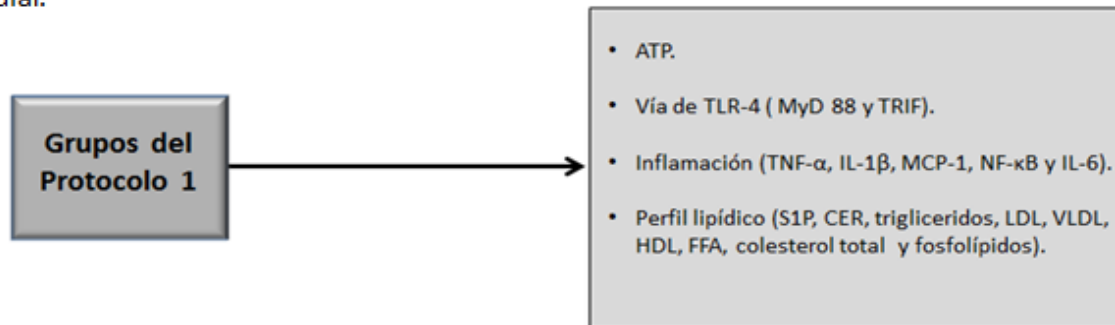 Grupos del
Protocolo 1
• ATP.
• Vía de TLR-4 ( MyD 88 y TRIF).
• Inflamación (TNF-α, IL-1β, MCP-1, NF-κB y IL-6).
• Perfil lipídico (S1P, CER, trigliceridos, LDL, VLDL,
HDL, FFA, colesterol total y fosfolípidos).